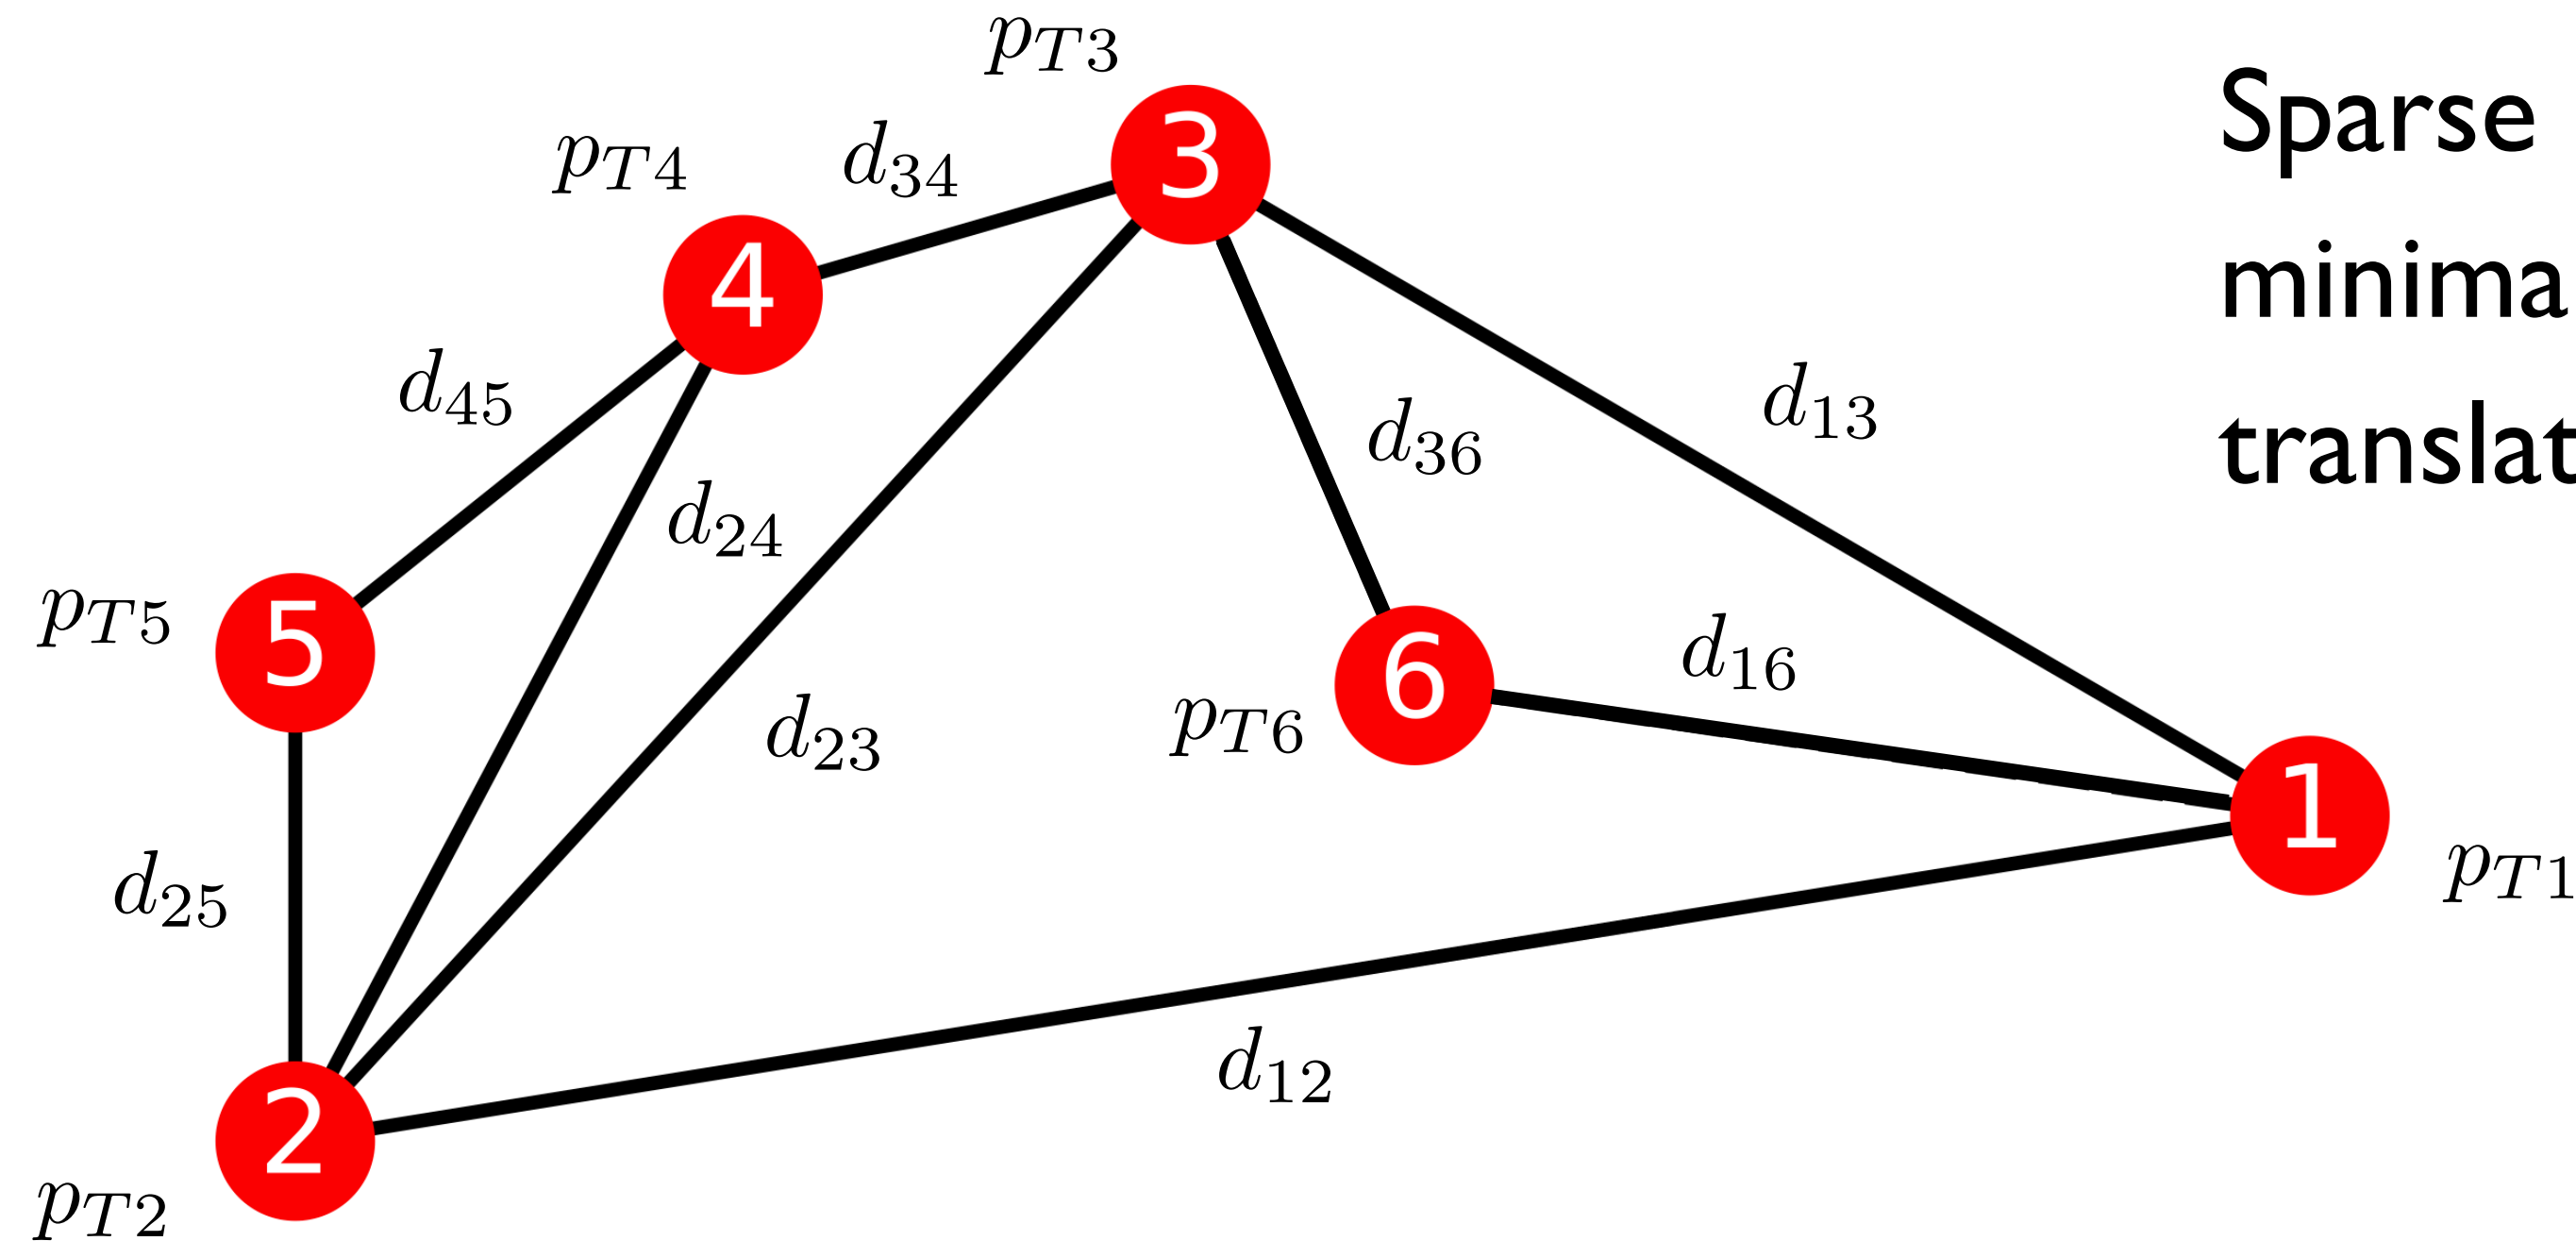 p_{T3}
3
p_{T4}
d_{34}
4
Sparse
minima
translat
d_{45}
d_{24}
d_{36}
d_{13}
p_{T5}
5
d_{23}
p_{T6}
6
d_{16}
1
p_{T1}
d_{25}
d_{12}
2
p_{T2}